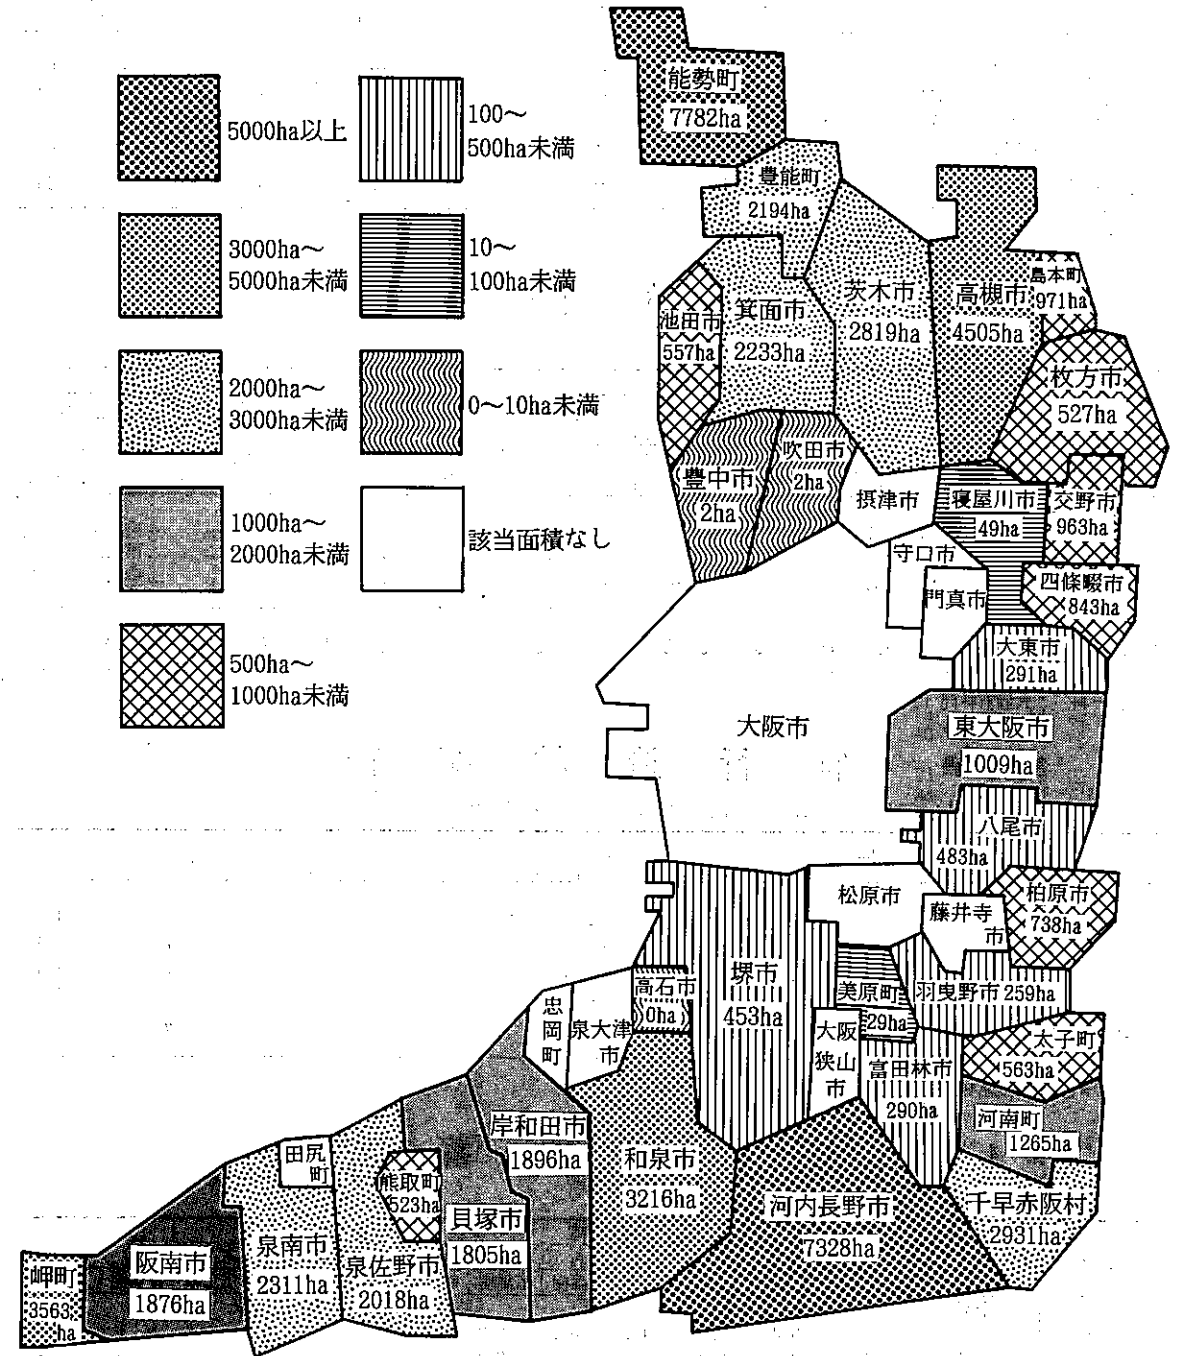 5000ha以上
100～
500ha未満
3000ha～
5000ha未満
10～
100ha未満
2000ha～
3000ha未満
0～10ha未満
1000ha～
2000ha未満
該当面積なし
500ha～
1000ha未満
能勢町
7782ha
豊能町
2194ha
池田市
557ha
箕面市
2233ha
茨木市
2819ha
高槻市
4505ha
島本町
971ha
枚方市
527ha
豊中市
2ha
吹田市
2ha
摂津市
寝屋川市
49ha
交野市
963ha
守口市
門真市
四條畷市
843ha
大東市
291ha
大阪市
東大阪市
1009ha
八尾市
483ha
松原市
藤井寺
市
柏原市
738ha
堺市
453ha
高石市
0ha
美原町
29ha
羽曳野市 259ha
忠
岡
町
泉大津
市
大阪
狭山
市
富田林市
290ha
太子町
563ha
河南町
1265ha
千早赤阪村
2931ha
河内長野市
7328ha
和泉市
3216ha
岸和田市
1896ha
貝塚市
1805ha
熊取町
523ha
泉佐野市
2018ha
田尻
町
泉南市
2311ha
阪南市
1876ha
岬町
3563
ha